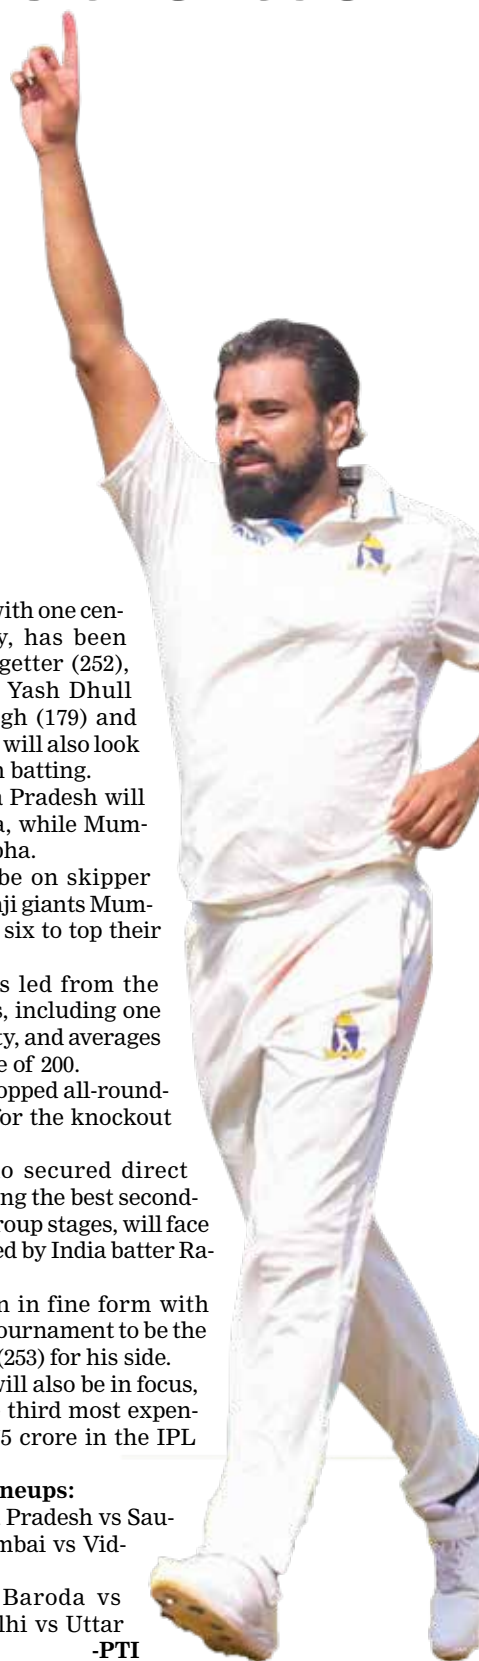 with one cen-
y, has been
getter (252),
Yash Dhull
gh (179) and
will also look
n batting.
n Pradesh will
a, while Mum-
bha.
be on skipper
nji giants Mum-
six to top their
s led from the
s, including one
ty, and averages
e of 200.
opped all-round-
for the knockout
o secured direct
ng the best second-
roup stages, will face
ed by India batter Ra-
n in fine form with
ournament to be the
(253) for his side.
will also be in focus,
third most expen-
5 crore in the IPL
neups:
Pradesh vs Sau-
mbai vs Vid-
Baroda vs
lhi vs Uttar
-PTI